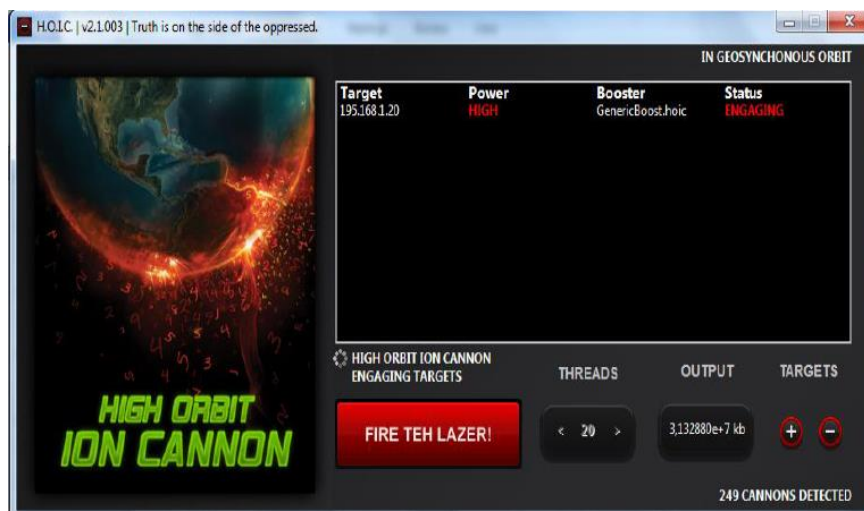 H.O.I.C. | v2.1.003 | Truth is on the side of the oppressed.
IN GEOSYNCHONOUS ORBIT
Target Power Booster Status
195.168.1.20 HIGH GenericBoost.hoic ENGAGING
HIGH ORBIT ION CANNON
ENGAGING TARGETS
THREADS OUTPUT TARGETS
HIGH ORBIT
ION CANNON
FIRE TEH LAZER!
< 20 >
3,132880e+7 kb
+ −
249 CANNONS DETECTED